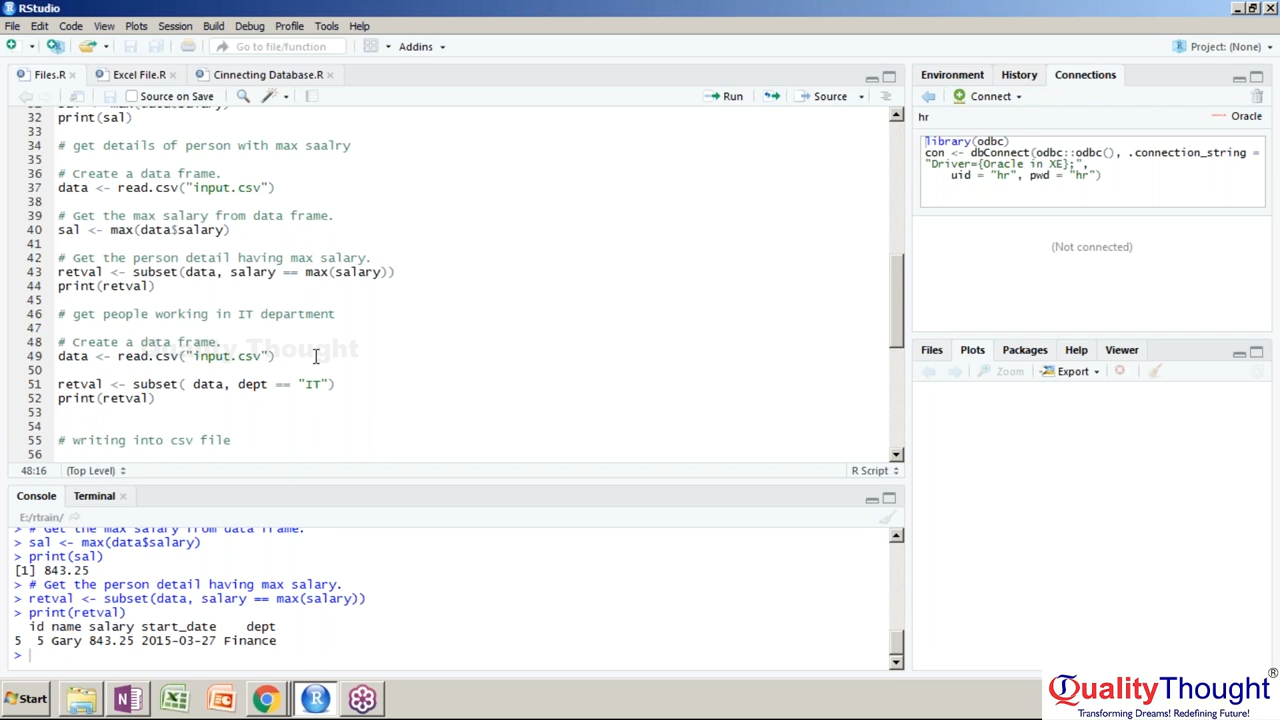 RStudio
File Edit Code View Plots Session Build Debug Profile Tools Help
Go to file/function Addins Project: (None)
Files.R Excel File.R Cinnecting Database.R
Source on Save Run Source
32 print(sal)
33
34 # get details of person with max saalry
35
36 # Create a data frame.
37 data <- read.csv("input.csv")
38
39 # Get the max salary from data frame.
40 sal <- max(data$salary)
41
42 # Get the person detail having max salary.
43 retval <- subset(data, salary == max(salary))
44 print(retval)
45
46 # get people working in IT department
47
48 # Create a data frame.
Quality Thought
49 data <- read.csv("input.csv")
50
51 retval <- subset( data, dept == "IT")
52 print(retval)
53
54
55 # writing into csv file
56
48:16 (Top Level) R Script
Console Terminal
E:/rtrain/
> # Get the max salary from data frame.
> sal <- max(data$salary)
> print(sal)
[1] 843.25
> # Get the person detail having max salary.
> retval <- subset(data, salary == max(salary))
> print(retval)
id name salary start_date dept
5 5 Gary 843.25 2015-03-27 Finance
>
Environment History Connections
Connect
hr Oracle
library(odbc)
con <- dbConnect(odbc::odbc(), .connection_string =
"Driver={Oracle in XE};",
uid = "hr", pwd = "hr")
(Not connected)
Files Plots Packages Help Viewer
Zoom Export
Start
QualityThought®
Transforming Dreams! Redefining Future!